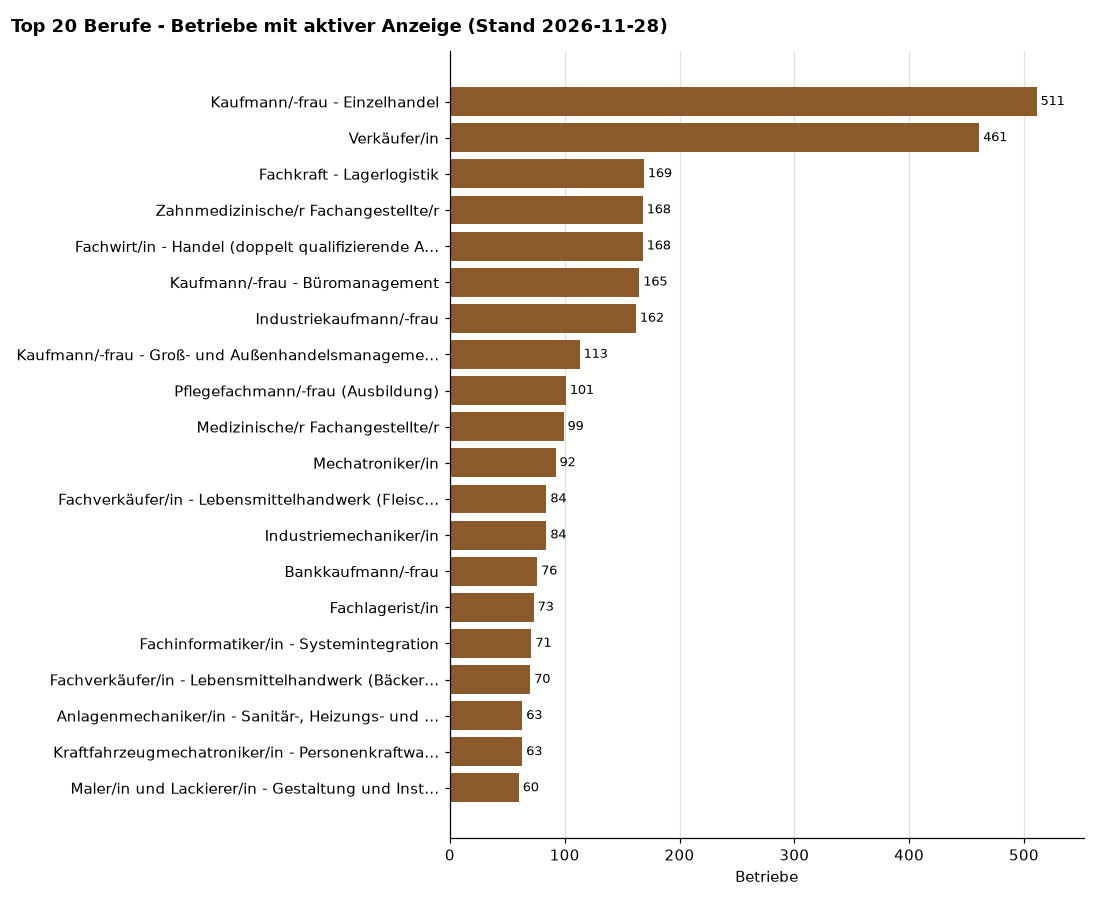 Top 20 Berufe - Betriebe mit aktiver Anzeige (Stand 2026-11-28)
Kaufmann/-frau - Einzelhandel 511
Verkäufer/in 461
Fachkraft - Lagerlogistik 169
Zahnmedizinische/r Fachangestellte/r 168
Fachwirt/in - Handel (doppelt qualifizierende A... 168
Kaufmann/-frau - Büromanagement 165
Industriekaufmann/-frau 162
Kaufmann/-frau - Groß- und Außenhandelsmanageme... 113
Pflegefachmann/-frau (Ausbildung) 101
Medizinische/r Fachangestellte/r 99
Mechatroniker/in 92
Fachverkäufer/in - Lebensmittelhandwerk (Fleisc... 84
Industriemechaniker/in 84
Bankkaufmann/-frau 76
Fachlagerist/in 73
Fachinformatiker/in - Systemintegration 71
Fachverkäufer/in - Lebensmittelhandwerk (Bäcker... 70
Anlagenmechaniker/in - Sanitär-, Heizungs- und ... 63
Kraftfahrzeugmechatroniker/in - Personenkraftwa... 63
Maler/in und Lackierer/in - Gestaltung und Inst... 60
0 100 200 300 400 500
Betriebe